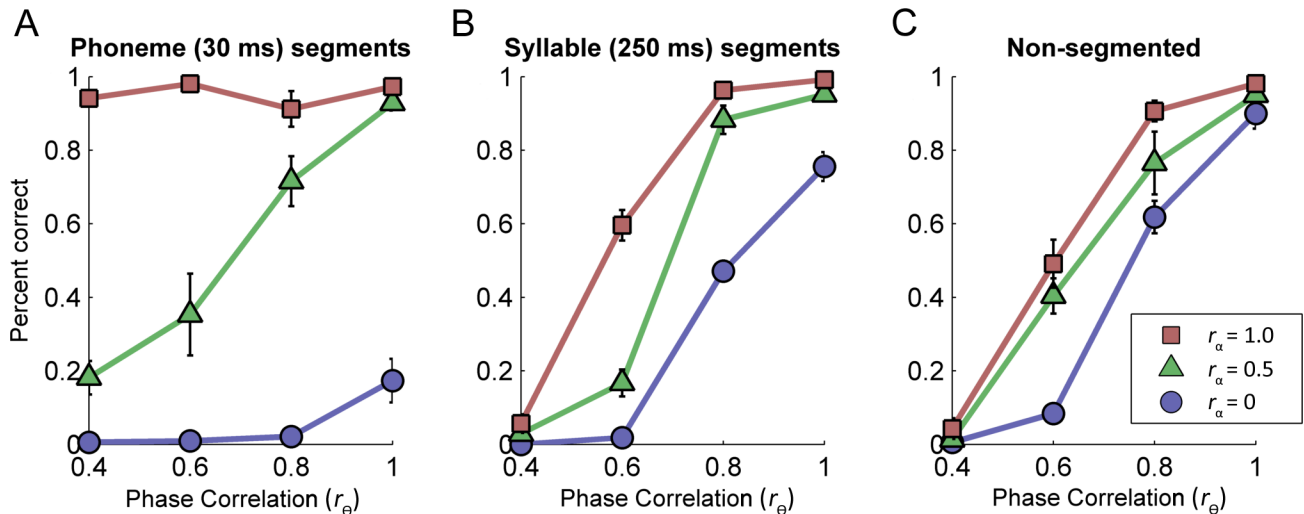 A
Phoneme (30 ms) segments
B
Syllable (250 ms) segments
C
Non-segmented
Percent correct
1
0.8
0.6
0.4
0.2
0
0.4
0.6
0.8
1
Phase Correlation (rθ)
1
0.8
0.6
0.4
0.2
0
0.4
0.6
0.8
1
Phase Correlation (rθ)
1
0.8
0.6
0.4
0.2
0
0.4
0.6
0.8
1
Phase Correlation (rθ)
rα = 1.0
rα = 0.5
rα = 0